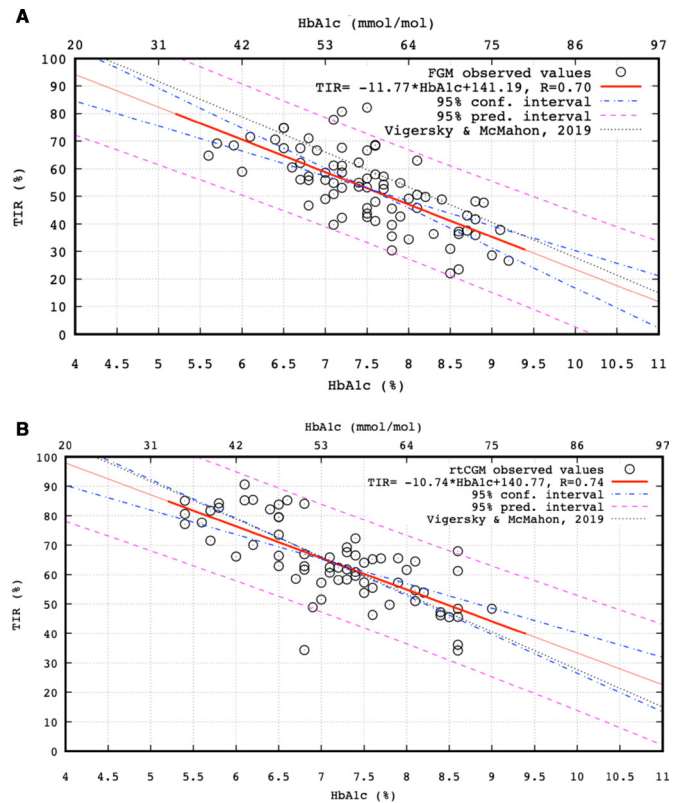 A
HbA1c (mmol/mol)
20 31 42 53 64 75 86 97
100
90
80
70
60
50
40
30
20
10
0
TIR (%)
FGM observed values
TIR= -11.77*HbA1c+141.19, R=0.70
95% conf. interval
95% pred. interval
Vigersky & McMahon, 2019
4 4.5 5 5.5 6 6.5 7 7.5 8 8.5 9 9.5 10 10.5 11
HbA1c (%)
B
HbA1c (mmol/mol)
20 31 42 53 64 75 86 97
100
90
80
70
60
50
40
30
20
10
0
TIR (%)
rtCGM observed values
TIR= -10.74*HbA1c+140.77, R=0.74
95% conf. interval
95% pred. interval
Vigersky & McMahon, 2019
4 4.5 5 5.5 6 6.5 7 7.5 8 8.5 9 9.5 10 10.5 11
HbA1c (%)